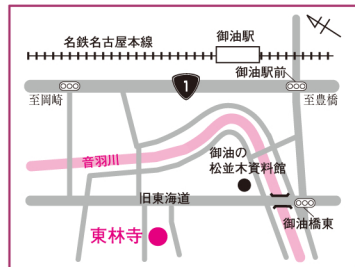 名鉄名古屋本線
御油駅
御油駅前
至岡崎
1
至豊橋
音羽川
御油の
松並木資料館
旧東海道
御油橋東
東林寺